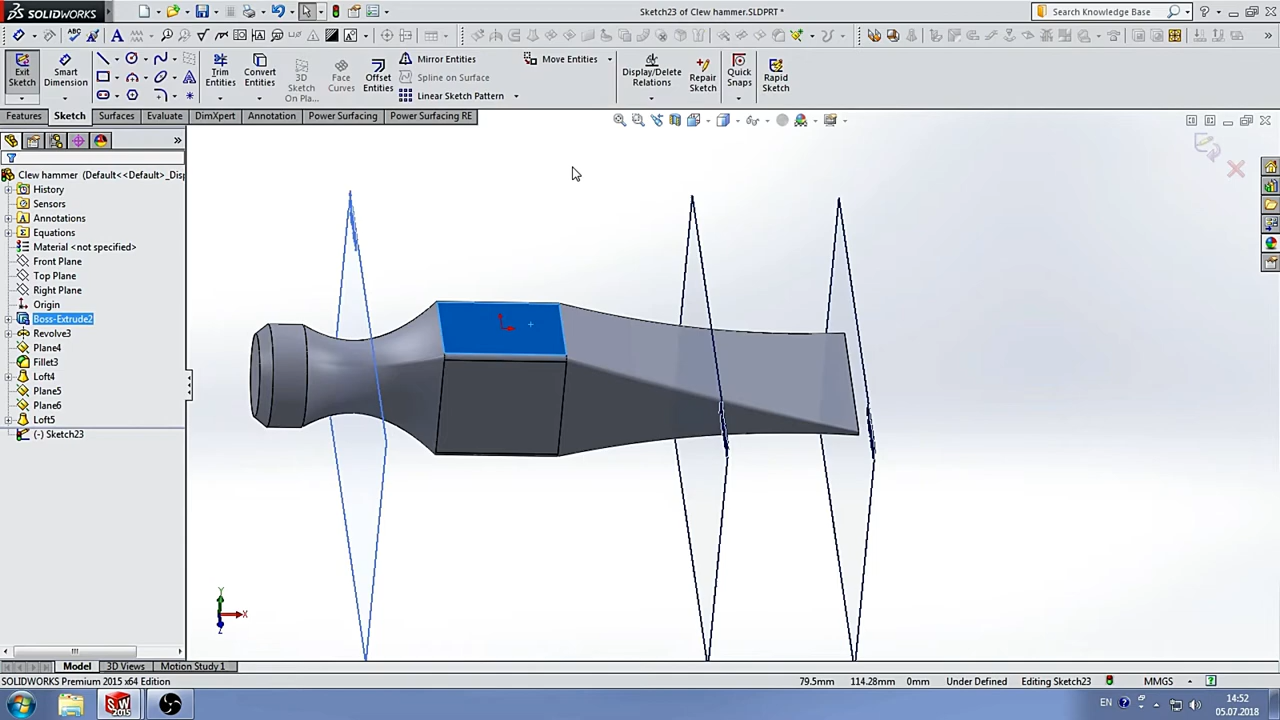 SOLIDWORKS
Sketch23 of Clew hammer.SLDPRT *
Search Knowledge Base
Exit
Sketch
Smart
Dimension
Trim
Entities
Convert
Entities
3D
Sketch
On Pla...
Face
Curves
Offset
Entities
Mirror Entities
Spline on Surface
Linear Sketch Pattern
Move Entities
Display/Delete
Relations
Repair
Sketch
Quick
Snaps
Rapid
Sketch
Features
Sketch
Surfaces
Evaluate
DimXpert
Annotation
Power Surfacing
Power Surfacing RE
Clew hammer (Default<<Default>_Disp
History
Sensors
Annotations
Equations
Material <not specified>
Front Plane
Top Plane
Right Plane
Origin
Boss-Extrude2
Revolve3
Plane4
Fillet3
Loft4
Plane5
Plane6
Loft5
(-) Sketch23
Y
X
Z
Model
3D Views
Motion Study 1
SOLIDWORKS Premium 2015 x64 Edition
79.5mm
114.28mm
0mm
Under Defined
Editing Sketch23
MMGS
EN
14:52
05.07.2018